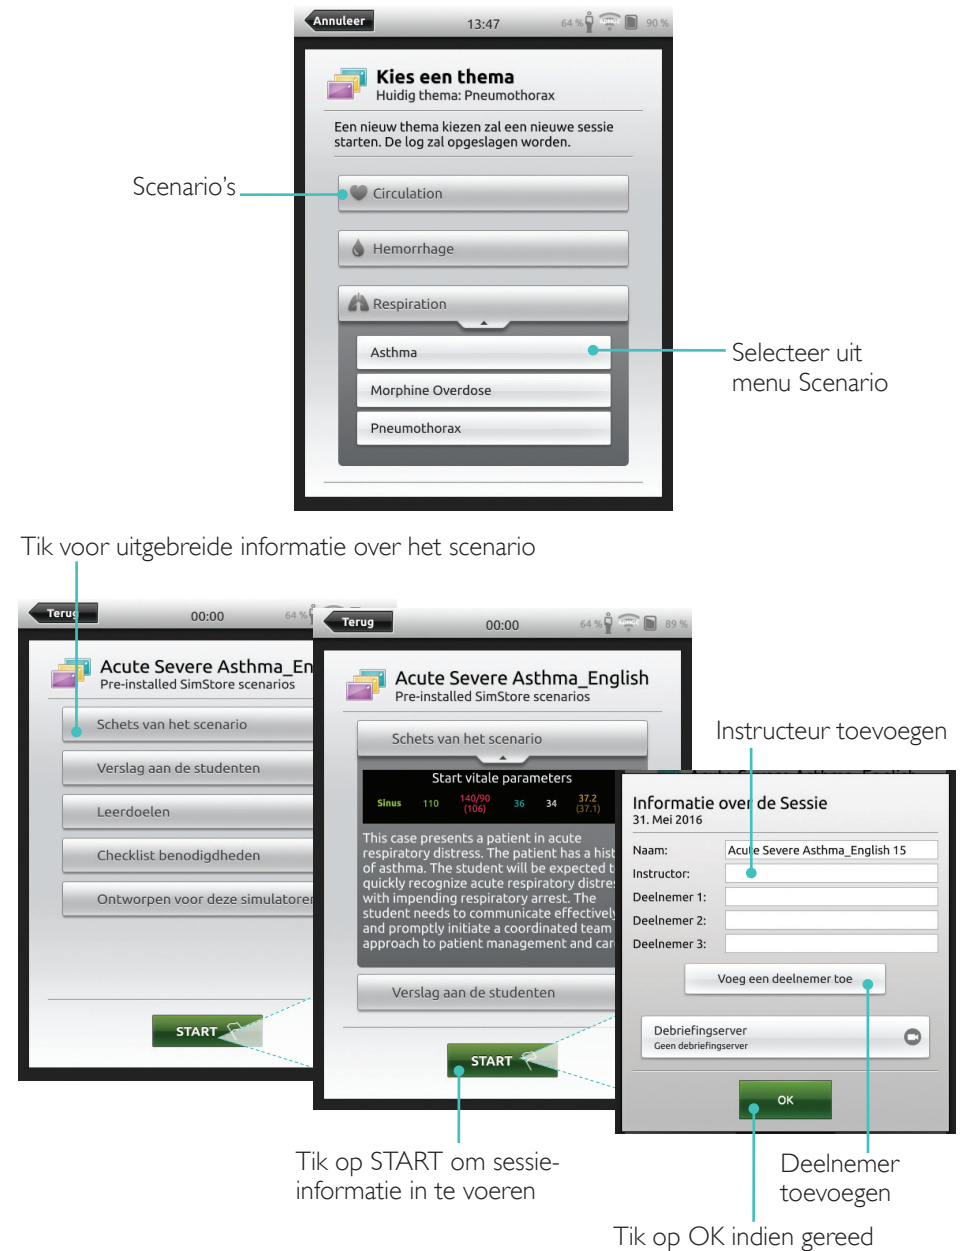 Annuleer
13:47
64 %
90 %
Kies een thema
Huidig thema: Pneumothorax
Een nieuw thema kiezen zal een nieuwe sessie
starten. De log zal opgeslagen worden.
Scenario's
Circulation
Hemorrhage
Respiration
Asthma
Morphine Overdose
Pneumothorax
Selecteer uit
menu Scenario
Tik voor uitgebreide informatie over het scenario
Terug
00:00
64 %
Acute Severe Asthma_En
Pre-installed SimStore scenarios
Schets van het scenario
Verslag aan de studenten
Leerdoelen
Checklist benodigdheden
Ontworpen voor deze simulatore
START
Terug
00:00
64 %
89 %
Acute Severe Asthma_English
Pre-installed SimStore scenarios
Schets van het scenario
Start vitale parameters
Sinus 110 140/90 (106) 36 34 37.2 (37.1)
This case presents a patient in acute
respiratory distress. The patient has a hist
of asthma. The student will be expected t
quickly recognize acute respiratory distre
with impending respiratory arrest. The
student needs to communicate effectively
and promptly initiate a coordinated team
approach to patient management and car
Verslag aan de studenten
START
Instructeur toevoegen
Informatie over de Sessie
31. Mei 2016
Naam: Acute Severe Asthma_English 15
Instructor:
Deelnemer 1:
Deelnemer 2:
Deelnemer 3:
Voeg een deelnemer toe
Debriefingserver
Geen debriefingserver
OK
Tik op START om sessie-
informatie in te voeren
Deelnemer
toevoegen
Tik op OK indien gereed